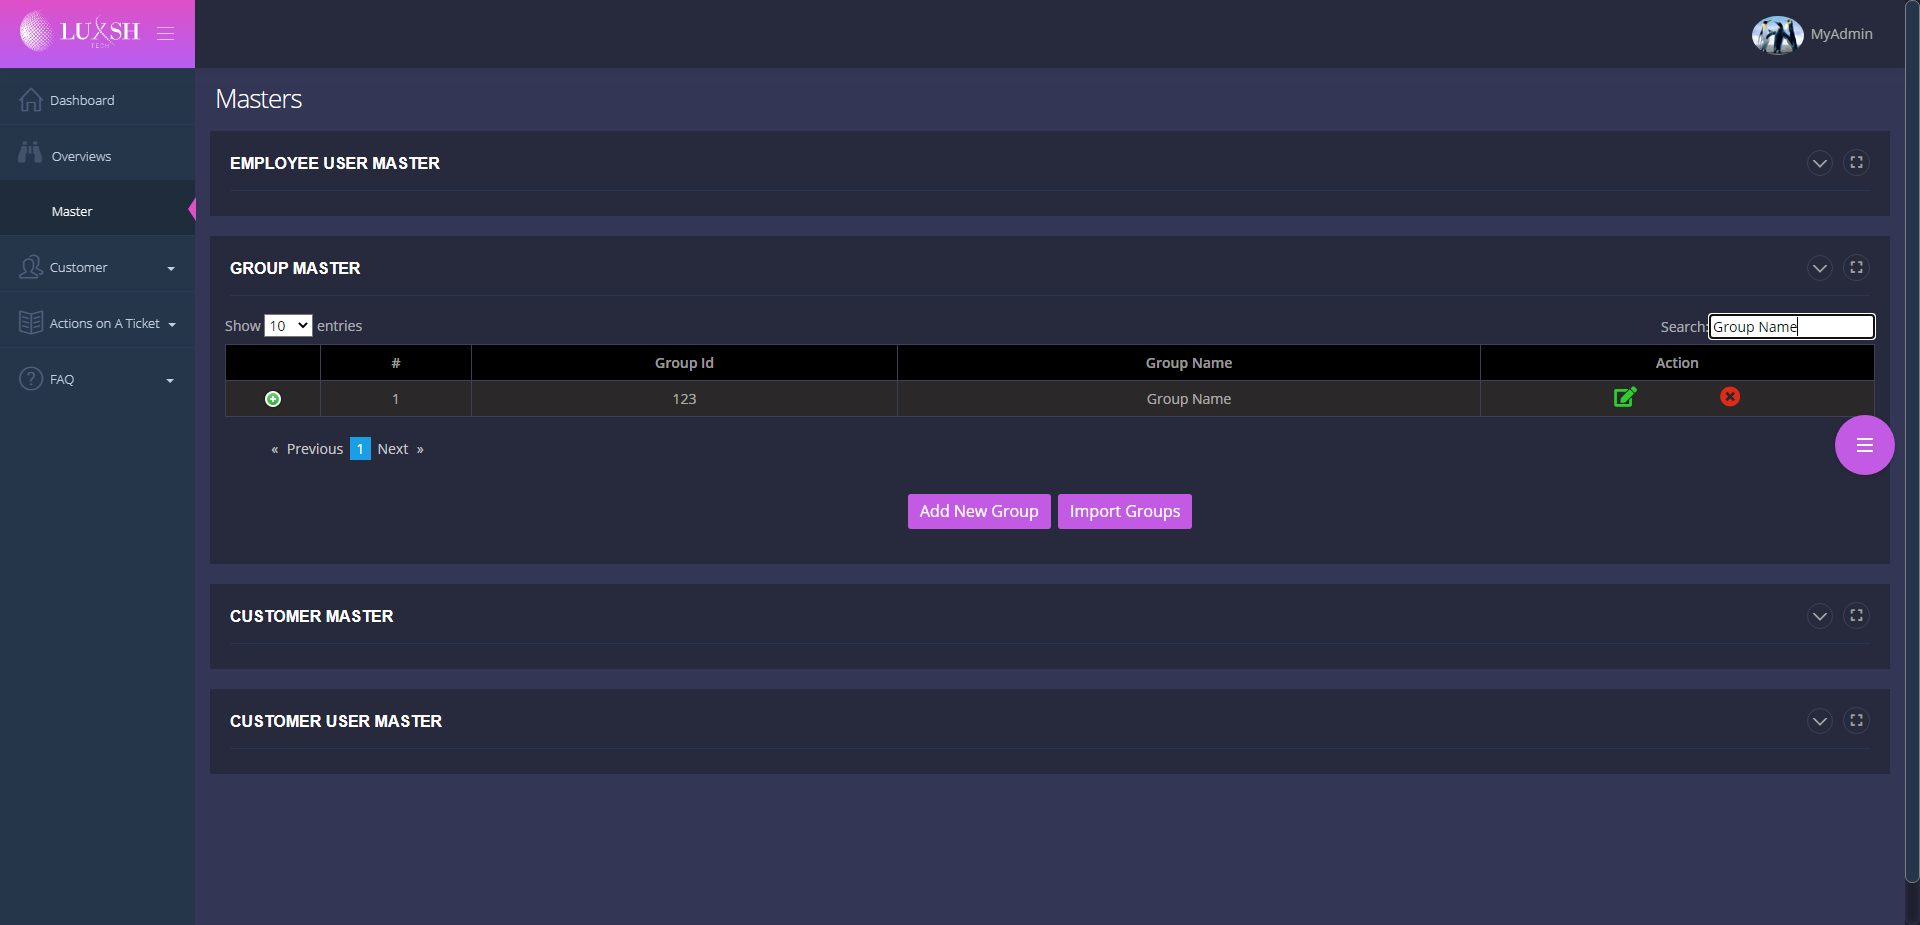 LUXSH
TECH
MyAdmin
Dashboard
Overviews
Master
Customer
Actions on A Ticket
FAQ
Masters
EMPLOYEE USER MASTER
GROUP MASTER
Show 10 entries
Search: Group Name
# Group Id Group Name Action
1 123 Group Name
« Previous 1 Next »
Add New Group Import Groups
CUSTOMER MASTER
CUSTOMER USER MASTER